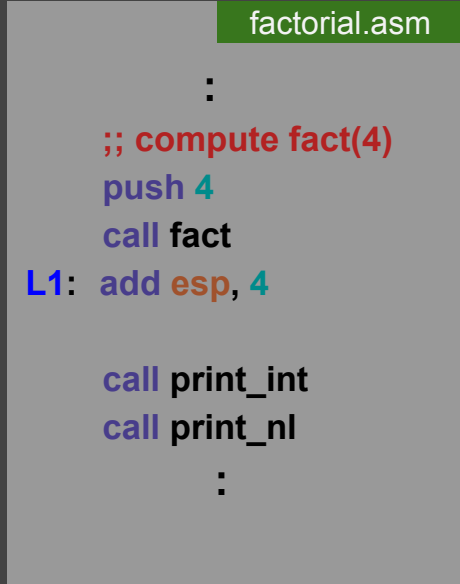 factorial.asm
:
;; compute fact(4)
push 4
call fact
L1: add esp, 4
call print_int
call print_nl
: